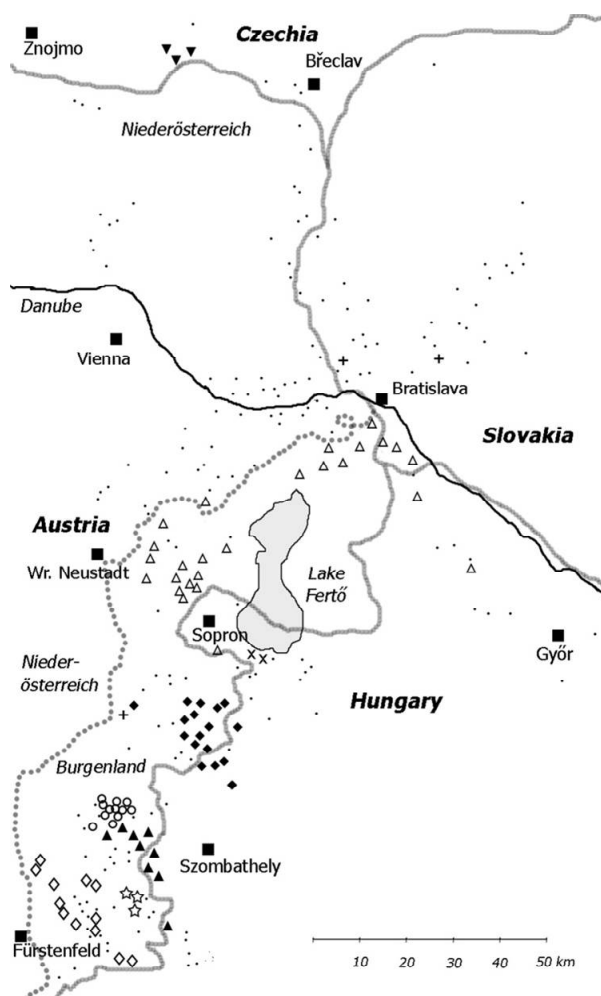 Czechia
Znojmo
Břeclav
Niederösterreich
Danube
Vienna
Bratislava
Slovakia
Austria
Wr. Neustadt
Lake
Fertő
Sopron
Győr
Nieder-
österreich
Hungary
Burgenland
Szombathely
Fürstenfeld
10 20 30 40 50 km